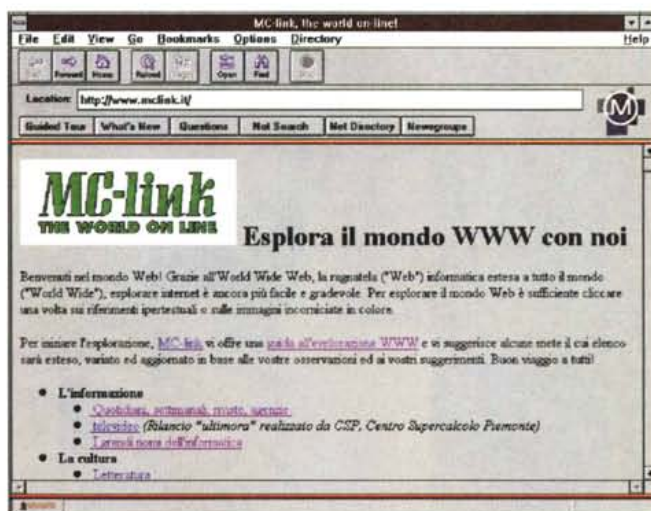 MC-link, the world on-line!
File Edit View Go Bookmarks Options Directory Help
Forward Home Reload Open Find
Location: http://www.mclink.it/
Guided Tour What's New Questions Net Search Net Directory Newsgroups
MC-link
THE WORLD ON LINE
Esplora il mondo WWW con noi
Benvenuti nel mondo Web! Grazie all'World Wide Web, la ragnatela ("Web") informatica estesa a tutto il mondo
("World Wide"), esplorare internet è ancora più facile e gradevole. Per esplorare il mondo Web è sufficiente cliccare
una volta sui riferimenti ipertestuali o sulle immagini incorniciate in colore.
Per iniziare l'esplorazione, MC-link vi offre una guida all'esplorazione WWW e vi suggerisce alcune mete il cui elenco
sarà esteso, variato ed aggiornato in base alle vostre osservazioni ed ai vostri suggerimenti. Buon viaggio a tutti!
L'informazione
Quotidiani, settimanali, riviste, agenzie
televideo (Rilancio "ultimora" realizzato da CSP, Centro Supercalcolo Piemonte)
I grandi nomi dell'informatica
La cultura
Letteratura